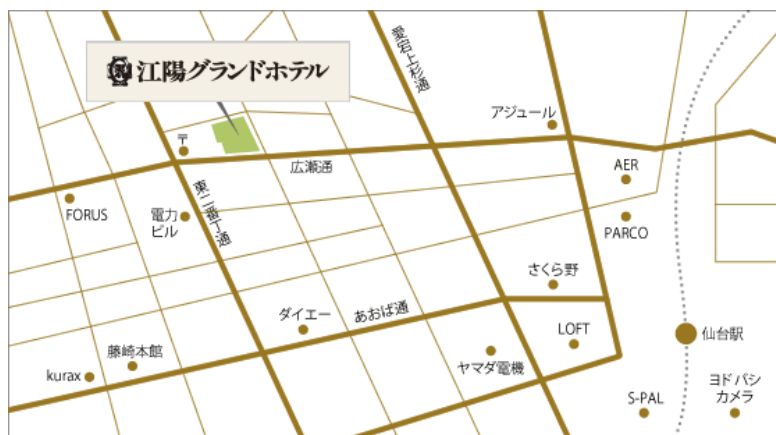 江陽グランドホテル
愛宕上杉通
アジュール
〒
広瀬通
AER
東二番丁通
FORUS
電力
ビル
PARCO
さくら野
ダイエー
あおば通
LOFT
仙台駅
藤崎本館
kurax
ヤマダ電機
S-PAL
ヨドバシ
カメラ